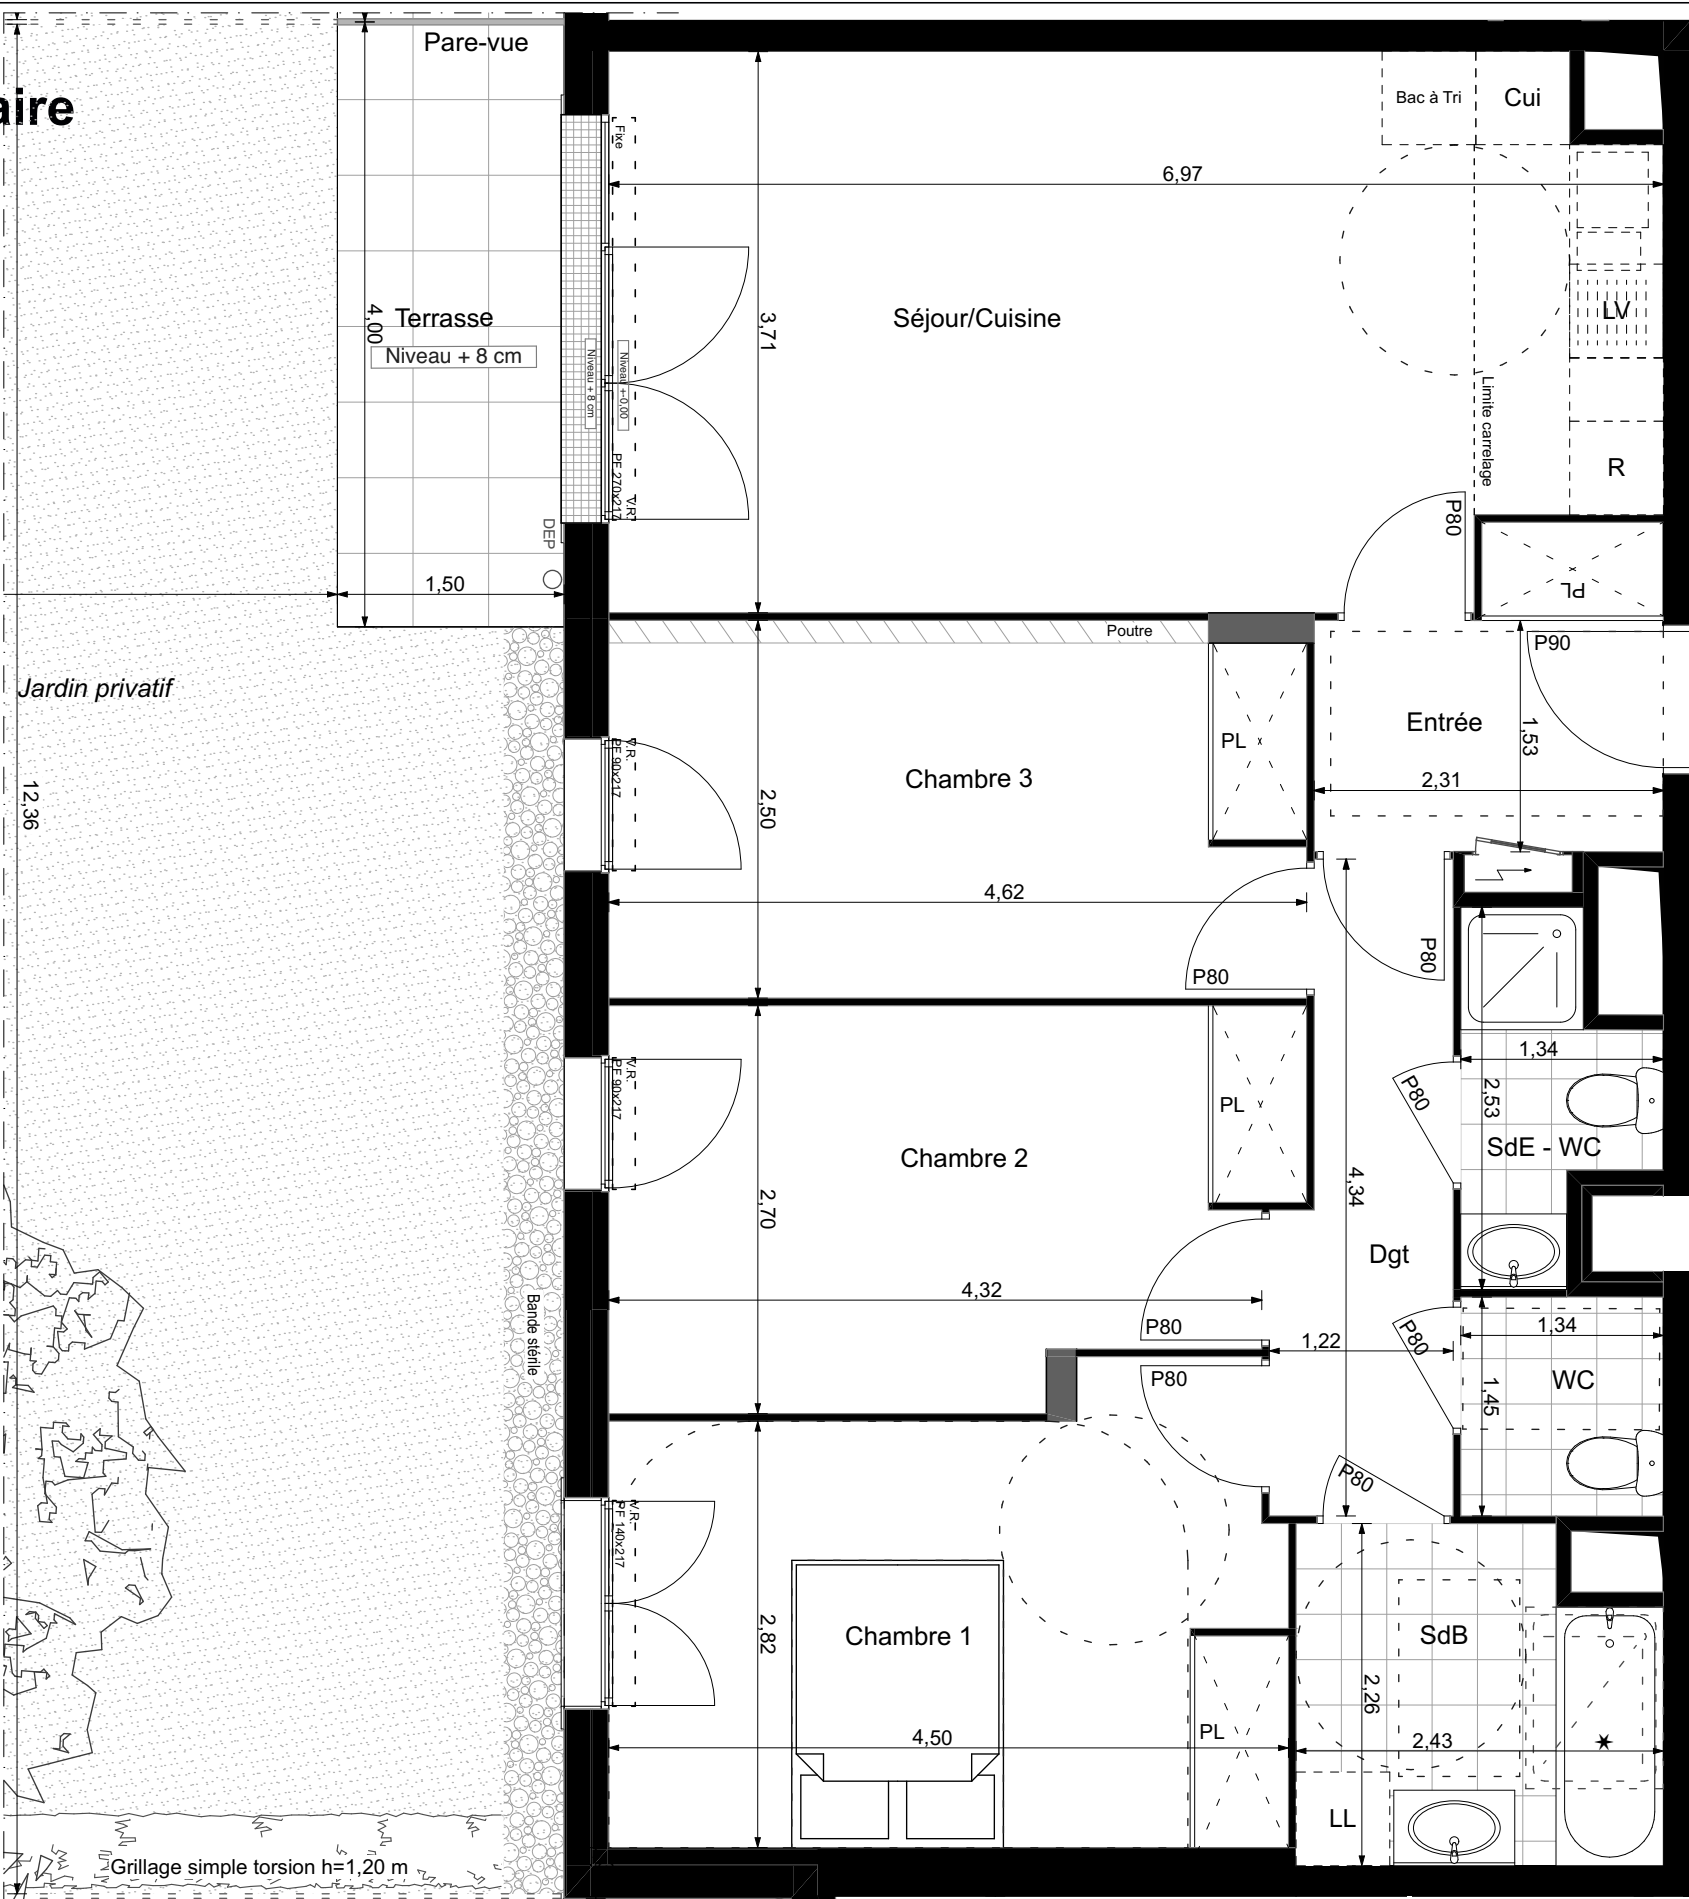 Pare-vue
aire
Bac à Tri
Cui
Fixe
6,97
4,00
Terrasse
Niveau + 8 cm
Niveau + 8 cm
Niveau +-0,00
3,71
Séjour/Cuisine
LV
Limite carrelage
R
PF 270x217
V.R.
DEP
P80
PL
1,50
Poutre
P90
Jardin privatif
Entrée
1,53
PL
2,31
V.R.
PF 90x217
Chambre 3
2,50
12,36
4,62
P80
P80
1,34
V.R.
PF 90x217
PL
P80
2,53
SdE - WC
Chambre 2
2,70
4,34
Dgt
4,32
P80
1,22
P80
1,34
Bande stérile
P80
WC
1,45
P80
V.R.
PF 140x217
Chambre 1
2,82
SdB
2,26
PL
4,50
2,43
LL
Grillage simple torsion h=1,20 m